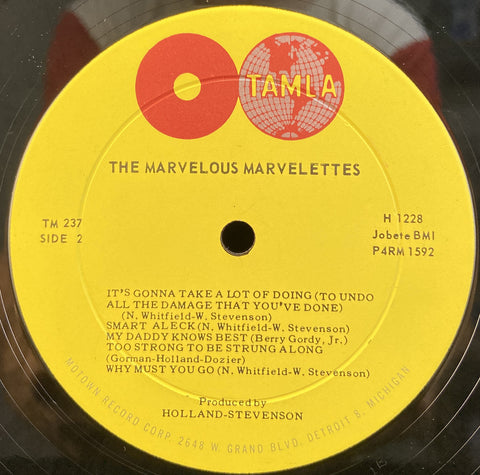 TAMLA
THE MARVELOUS MARVELETTES
TM 237
SIDE 2
H 1228
Jobete BMI
P4RM 1592
IT'S GONNA TAKE A LOT OF DOING (TO UNDO
ALL THE DAMAGE THAT YOU'VE DONE)
(N. Whitfield-W. Stevenson)
SMART ALECK (N. Whitfield-W. Stevenson)
MY DADDY KNOWS BEST (Berry Gordy, Jr.)
TOO STRONG TO BE STRUNG ALONG
(Gorman-Holland-Dozier)
WHY MUST YOU GO (N. Whitfield-W. Stevenson)
Produced by
HOLLAND-STEVENSON
MOTOWN RECORD CORP. 2648 W. GRAND BLVD. DETROIT 8, MICHIGAN